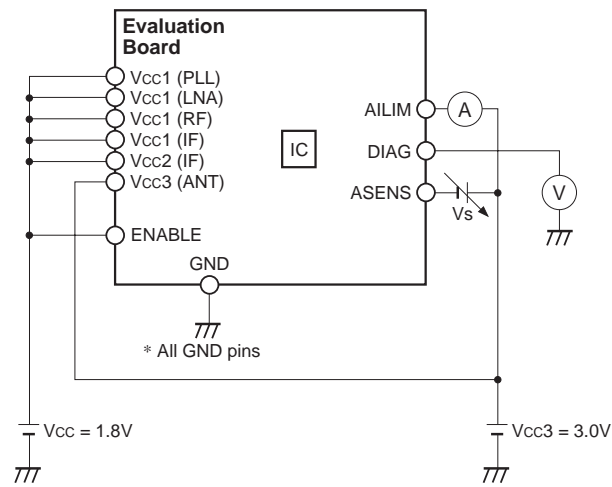 Evaluation
Board
VCC1 (PLL)
VCC1 (LNA)
VCC1 (RF)
VCC1 (IF)
VCC2 (IF)
VCC3 (ANT)
ENABLE
GND
* All GND pins
IC
AILIM
A
DIAG
ASENS
Vs
V
VCC = 1.8V
VCC3 = 3.0V